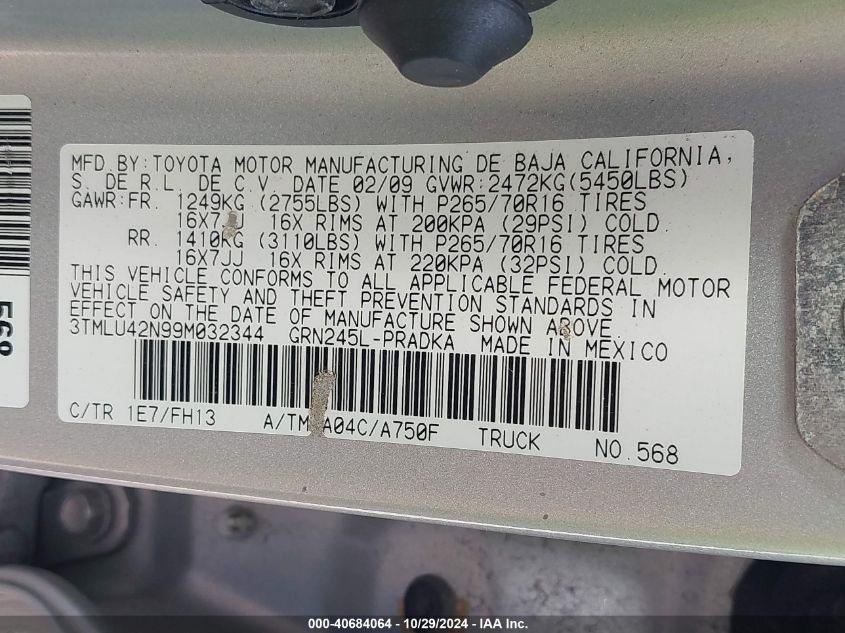 MFD.BY:TOYOTA MOTOR MANUFACTURING DE BAJA CALIFORNIA,
S. DE R.L. DE C.V. DATE 02/09 GVWR:2472KG(5450LBS)
GAWR:FR. 1249KG (2755LBS) WITH P265/70R16 TIRES
16X7JJ 16X RIMS AT 200KPA (29PSI) COLD.
RR. 1410KG (3110LBS) WITH P265/70R16 TIRES
16X7JJ 16X RIMS AT 220KPA (32PSI) COLD.
THIS VEHICLE CONFORMS TO ALL APPLICABLE FEDERAL MOTOR
VEHICLE SAFETY AND THEFT PREVENTION STANDARDS IN
EFFECT ON THE DATE OF MANUFACTURE SHOWN ABOVE.
3TMLU42N99M032344 GRN245L-PRADKA MADE IN MEXICO
C/TR 1E7/FH13 A/TM A04C/A750F TRUCK NO.568
568
000-40684064 / 10/29/2024 - IAA Inc.